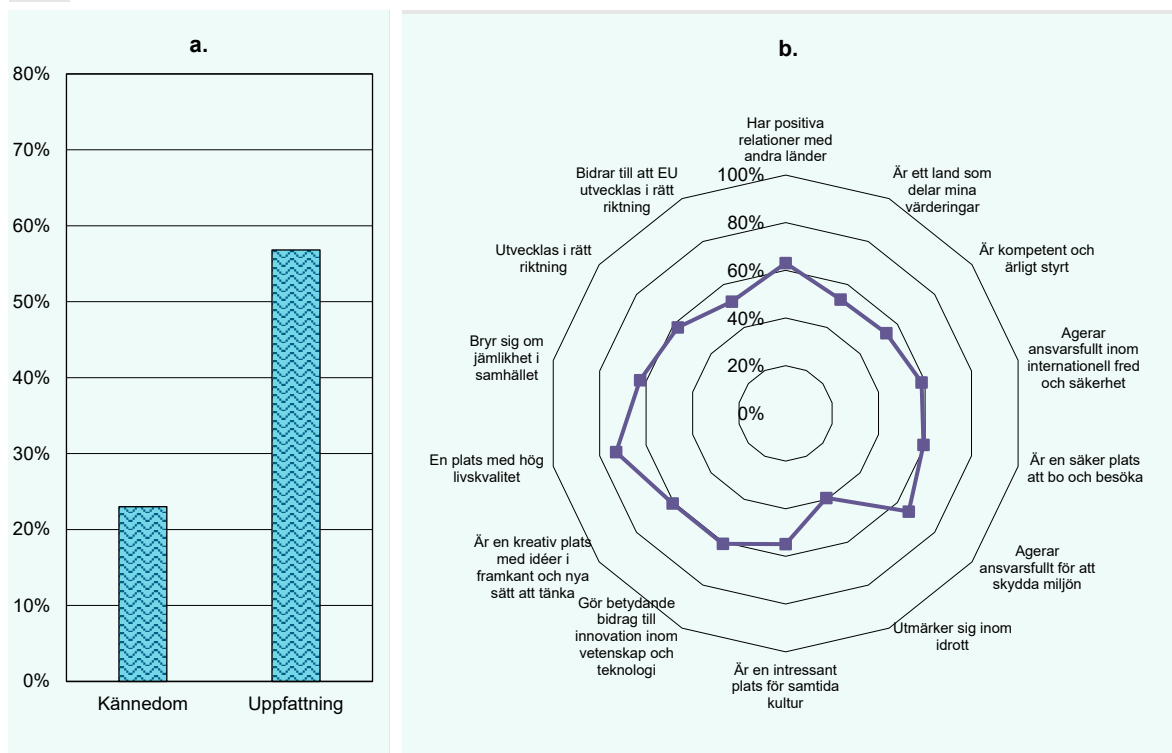 a.
80%
70%
60%
50%
40%
30%
20%
10%
0%
Kännedom
Uppfattning
b.
Har positiva
relationer med
andra länder
Är ett land som
delar mina
värderingar
Är kompetent och
ärligt styrt
Agerar
ansvarsfullt inom
internationell fred
och säkerhet
Är en säker plats
att bo och besöka
Agerar
ansvarsfullt för att
skydda miljön
Utmärker sig inom
idrott
Är en intressant
plats för samtida
kultur
Gör betydande
bidrag till
innovation inom
vetenskap och
teknologi
Är en kreativ plats
med idéer i
framkant och nya
sätt att tänka
En plats med hög
livskvalitet
Bryr sig om
jämlikhet i
samhället
Utvecklas i rätt
riktning
Bidrar till att EU
utvecklas i rätt
riktning
100%
80%
60%
40%
20%
0%